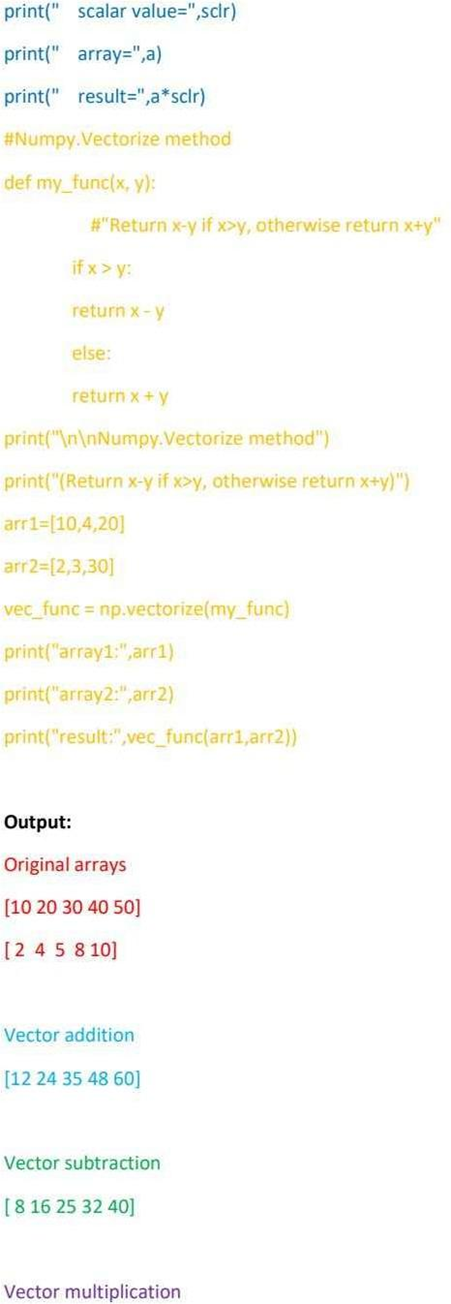 print("    scalar value=",sclr)
print("    array=",a)
print("    result=",a*sclr)
#Numpy.Vectorize method
def my_func(x, y):
#"Return x-y if x>y, otherwise return x+y"
if x > y:
return x - y
else:
return x + y
print("\n\nNumpy.Vectorize method")
print("(Return x-y if x>y, otherwise return x+y)")
arr1=[10,4,20]
arr2=[2,3,30]
vec_func = np.vectorize(my_func)
print("array1:",arr1)
print("array2:",arr2)
print("result:",vec_func(arr1,arr2))
Output:
Original arrays
[10 20 30 40 50]
[ 2  4  5  8 10]
Vector addition
[12 24 35 48 60]
Vector subtraction
[ 8 16 25 32 40]
Vector multiplication